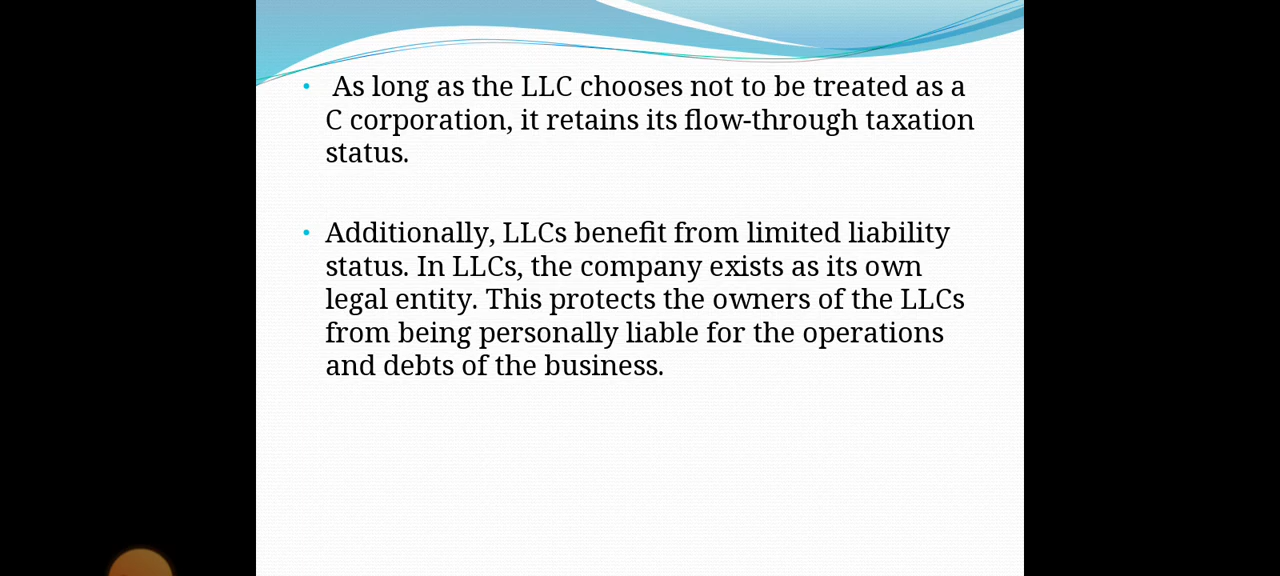 • As long as the LLC chooses not to be treated as a
C corporation, it retains its flow-through taxation
status.
• Additionally, LLCs benefit from limited liability
status. In LLCs, the company exists as its own
legal entity. This protects the owners of the LLCs
from being personally liable for the operations
and debts of the business.